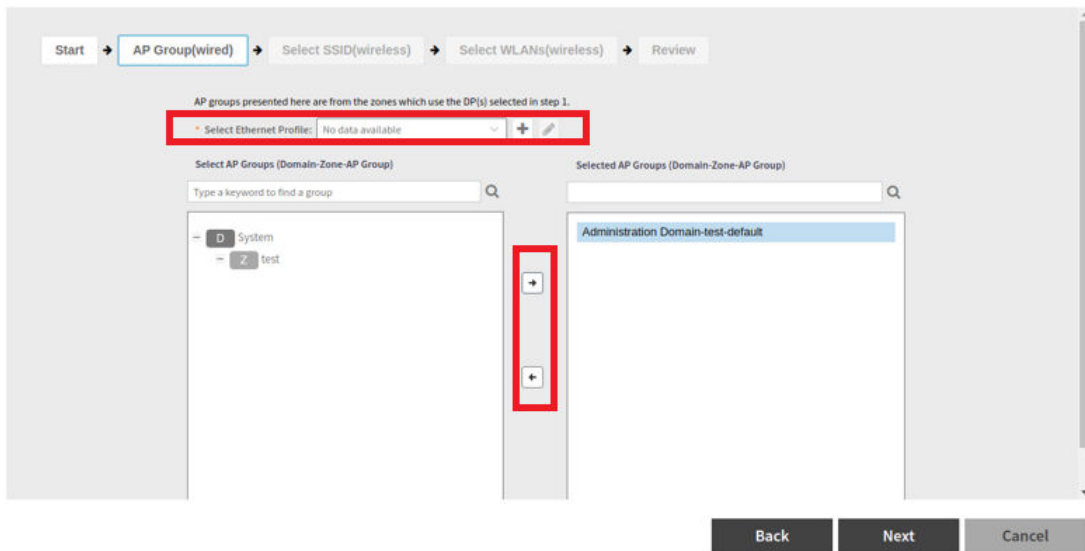 Start → AP Group(wired) → Select SSID(wireless) → Select WLANs(wireless) → Review
AP groups presented here are from the zones which use the DP(s) selected in step 1.
* Select Ethernet Profile: No data available
Select AP Groups (Domain-Zone-AP Group)
Selected AP Groups (Domain-Zone-AP Group)
Type a keyword to find a group
D System
Z test
Administration Domain-test-default
Back Next Cancel